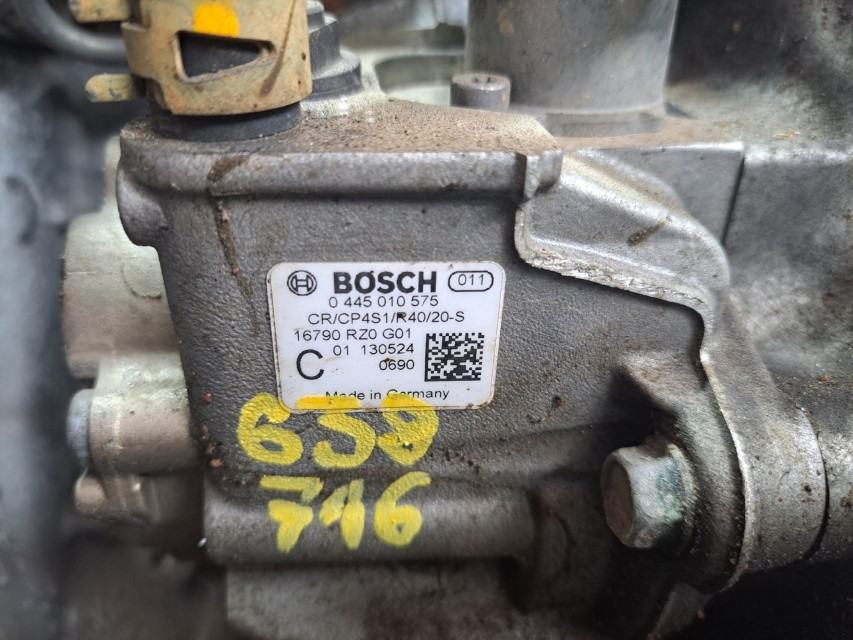 BOSCH 011
0 445 010 575
CR/CP4S1/R40/20-S
16790 RZ0 G01
C 01 130524
0690
Made in Germany
659
716